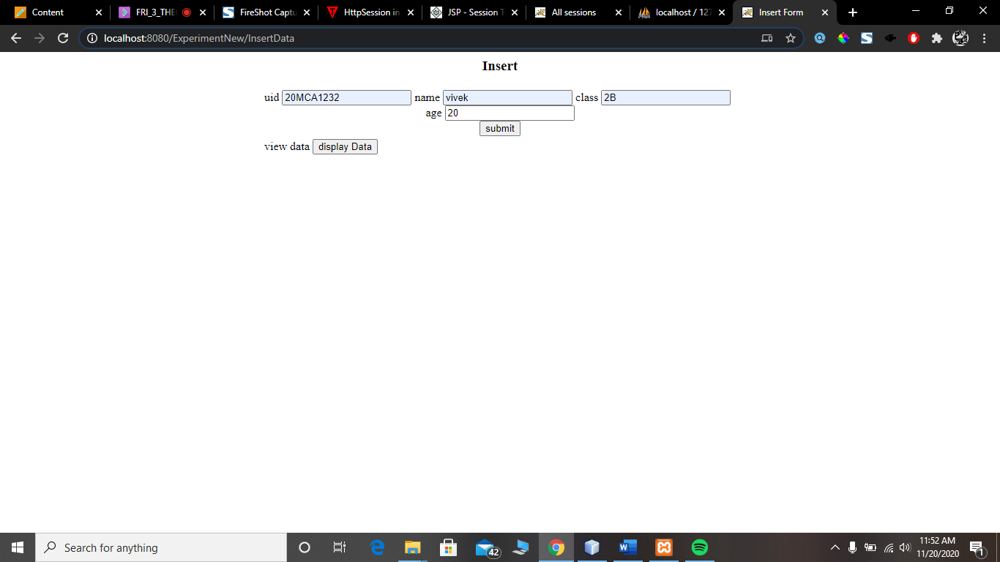 Content FRI_3_THE FireShot Captu HttpSession in JSP - Session T All sessions localhost / 127 Insert Form
localhost:8080/ExperimentNew/InsertData
Insert
uid 20MCA1232 name vivek class 2B
age 20
submit
view data display Data
Search for anything 42 11:52 AM
11/20/2020 1